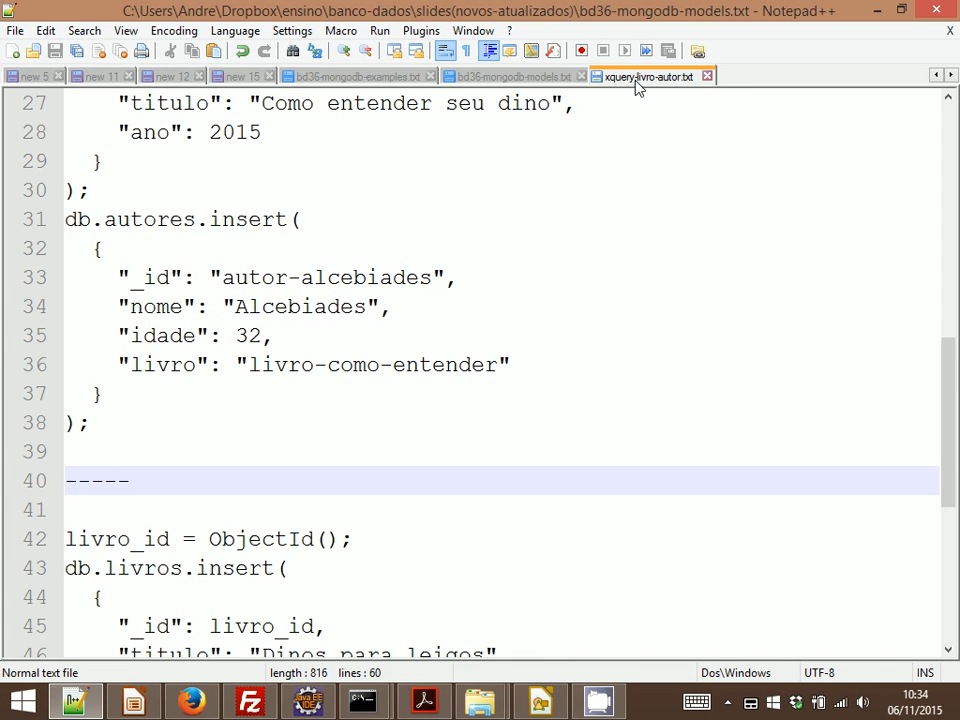 C:\Users\Andre\Dropbox\ensino\banco-dados\slides(novos-atualizados)\bd36-mongodb-models.txt - Notepad++
File Edit Search View Encoding Language Settings Macro Run Plugins Window ? X
new 5 new 11 new 12 new 15 bd36-mongodb-examples.txt bd36-mongodb-models.txt xquery-livro-autor.txt
27 "titulo": "Como entender seu dino",
28 "ano": 2015
29 }
30 );
31 db.autores.insert(
32 {
33 "_id": "autor-alcebiades",
34 "nome": "Alcebiades",
35 "idade": 32,
36 "livro": "livro-como-entender"
37 }
38 );
39
40 -----
41
42 livro_id = ObjectId();
43 db.livros.insert(
44 {
45 "_id": livro_id,
46 "titulo": "Dinos para leigos"
Normal text file length : 816 lines : 60 Dos\Windows UTF-8 INS
10:34
06/11/2015